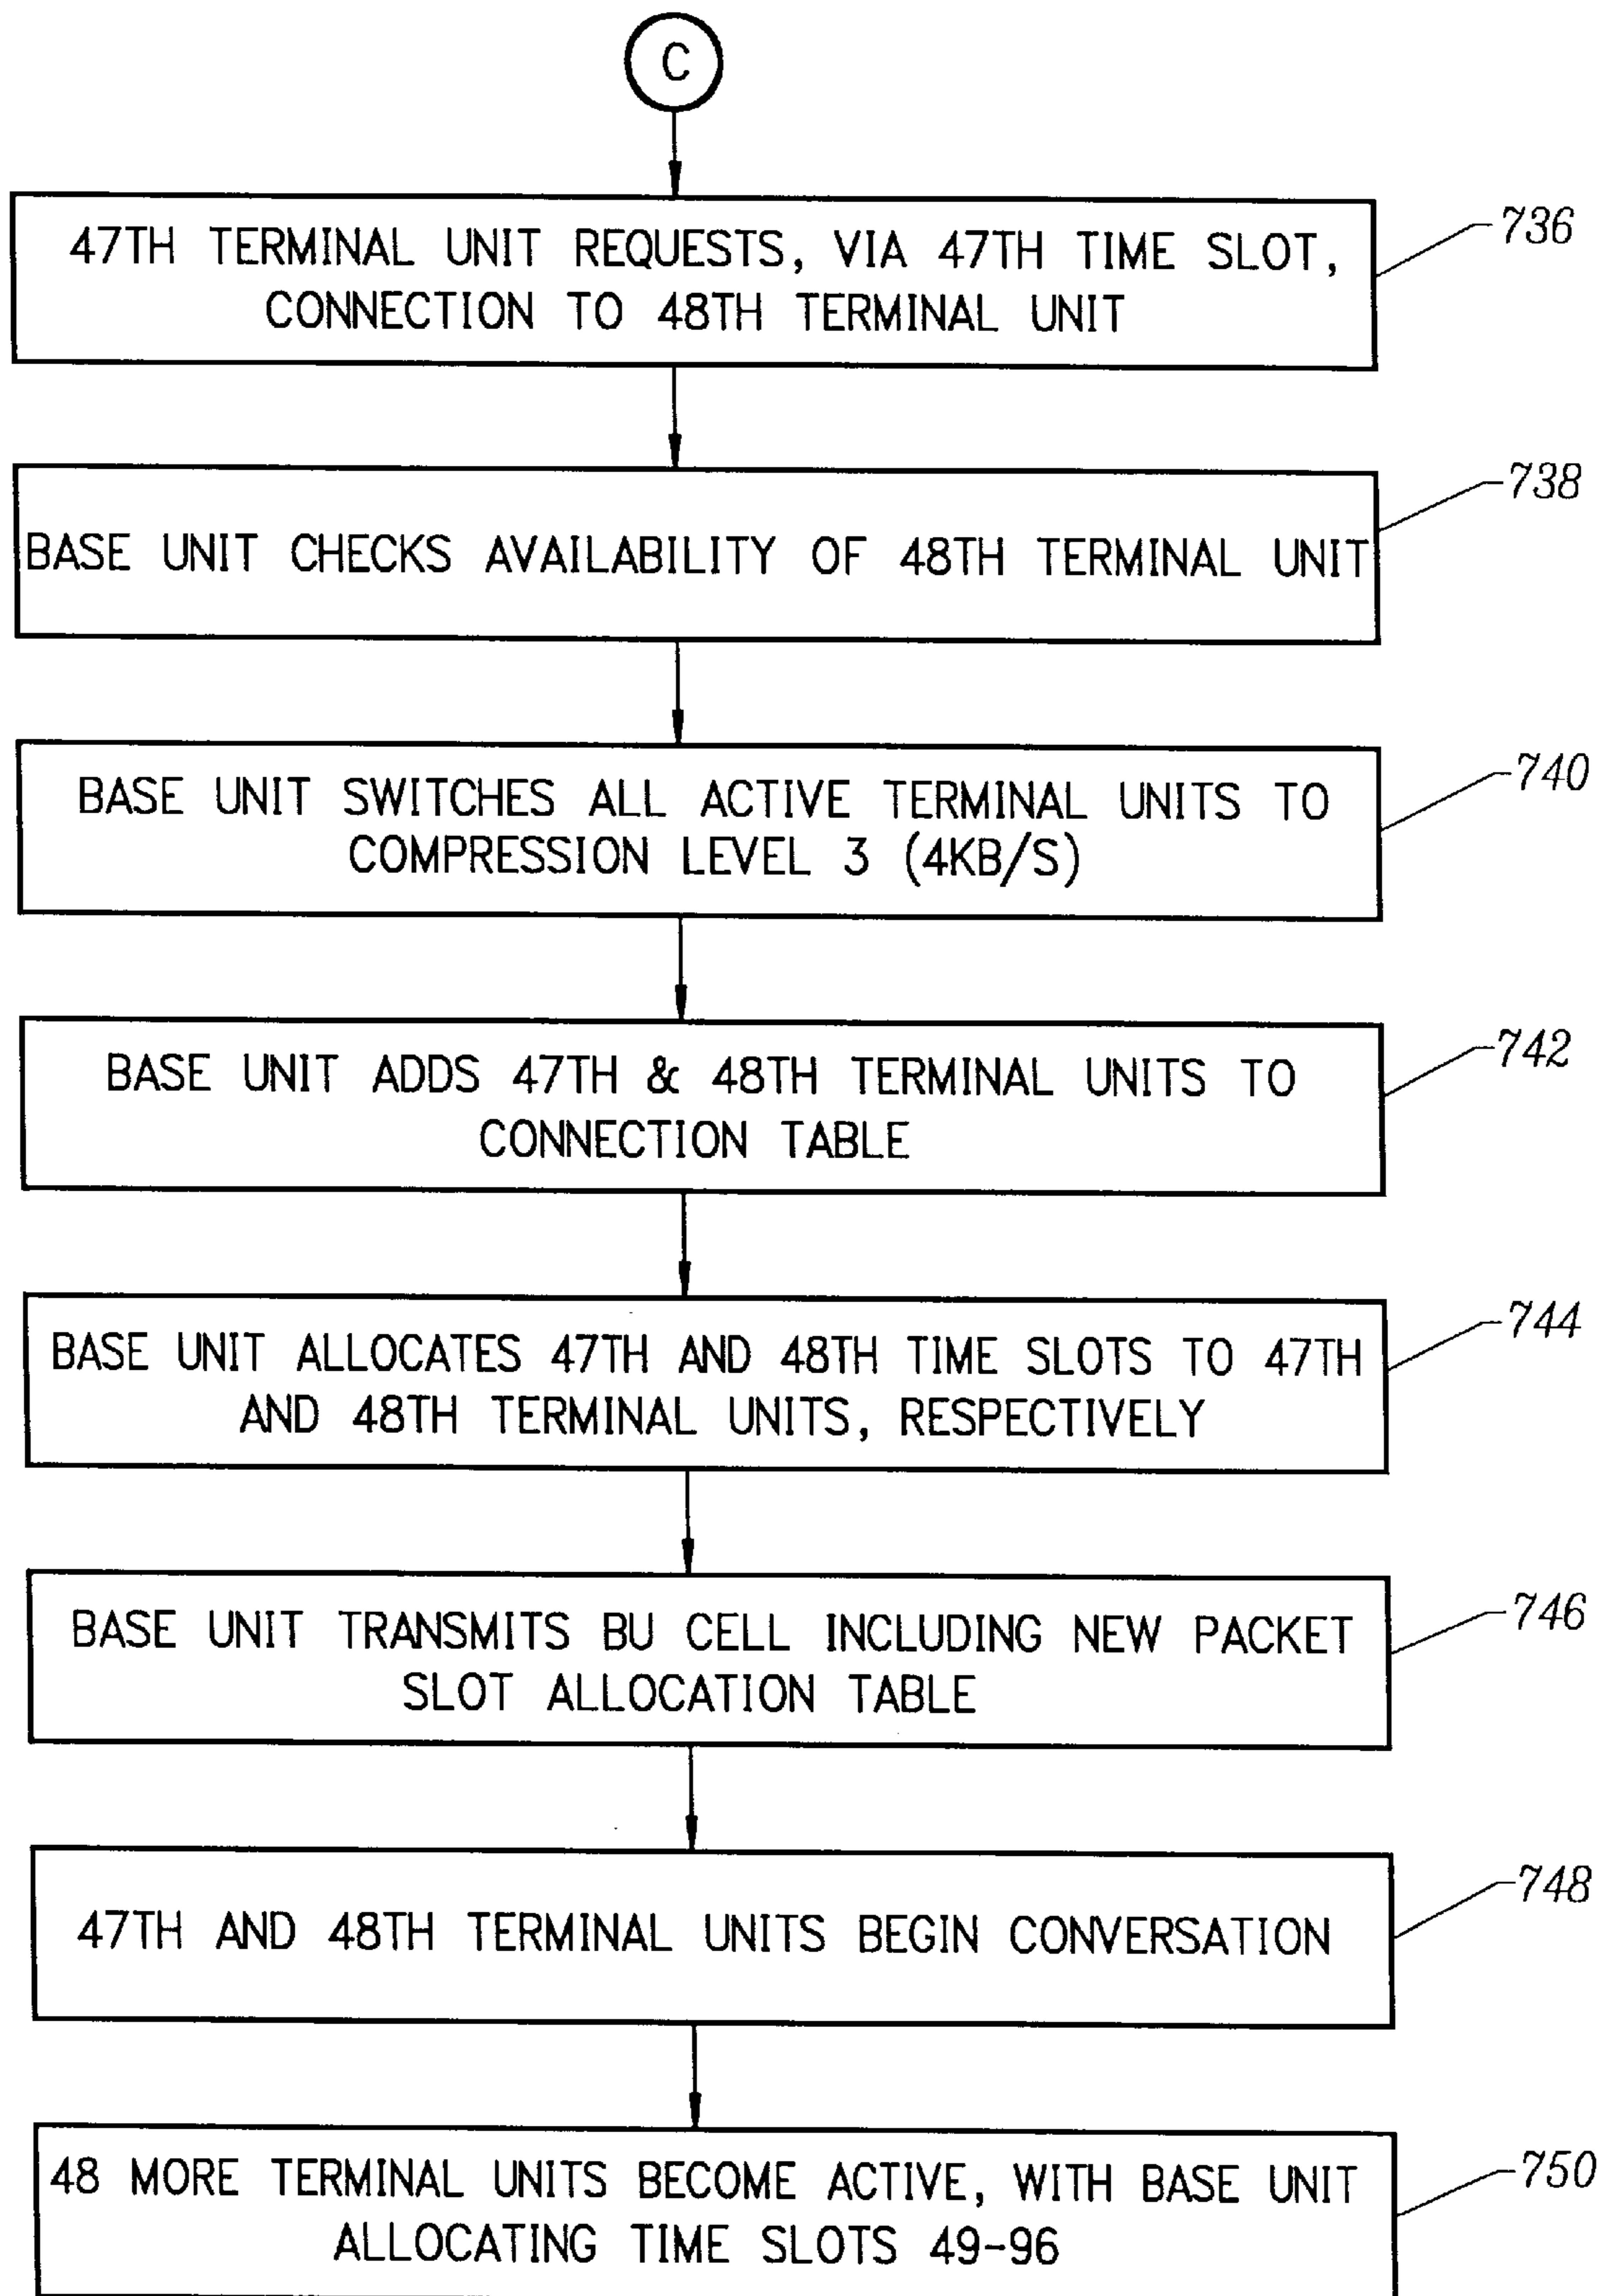 C
47TH TERMINAL UNIT REQUESTS, VIA 47TH TIME SLOT,
CONNECTION TO 48TH TERMINAL UNIT
736
BASE UNIT CHECKS AVAILABILITY OF 48TH TERMINAL UNIT
738
BASE UNIT SWITCHES ALL ACTIVE TERMINAL UNITS TO
COMPRESSION LEVEL 3 (4KB/S)
740
BASE UNIT ADDS 47TH & 48TH TERMINAL UNITS TO
CONNECTION TABLE
742
BASE UNIT ALLOCATES 47TH AND 48TH TIME SLOTS TO 47TH
AND 48TH TERMINAL UNITS, RESPECTIVELY
744
BASE UNIT TRANSMITS BU CELL INCLUDING NEW PACKET
SLOT ALLOCATION TABLE
746
47TH AND 48TH TERMINAL UNITS BEGIN CONVERSATION
748
48 MORE TERMINAL UNITS BECOME ACTIVE, WITH BASE UNIT
ALLOCATING TIME SLOTS 49-96
750